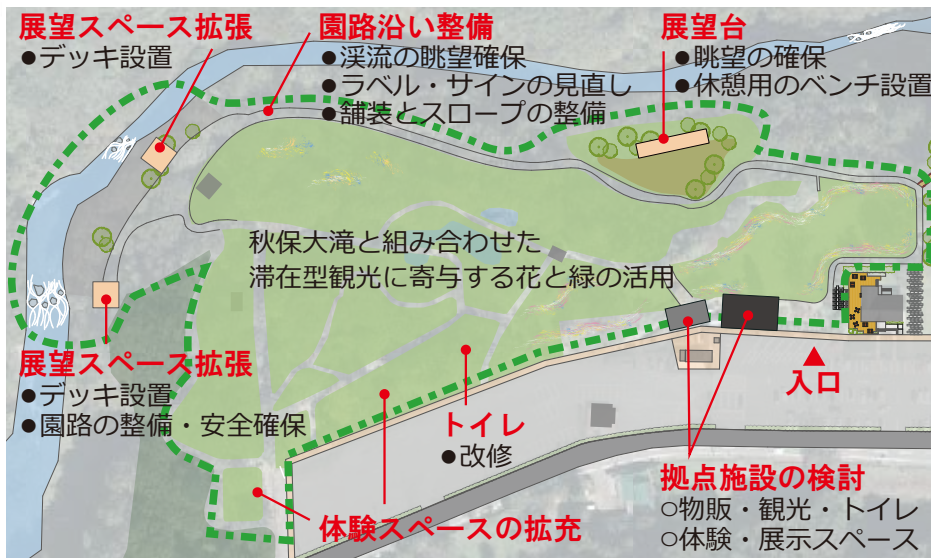 展望スペース拡張
●デッキ設置
園路沿い整備
●渓流の眺望確保
●ラベル・サインの見直し
●舗装とスロープの整備
展望台
●眺望の確保
●休憩用のベンチ設置
秋保大滝と組み合わせた
滞在型観光に寄与する花と緑の活用
展望スペース拡張
●デッキ設置
●園路の整備・安全確保
トイレ
●改修
入口
体験スペースの拡充
拠点施設の検討
○物販・観光・トイレ
○体験・展示スペース